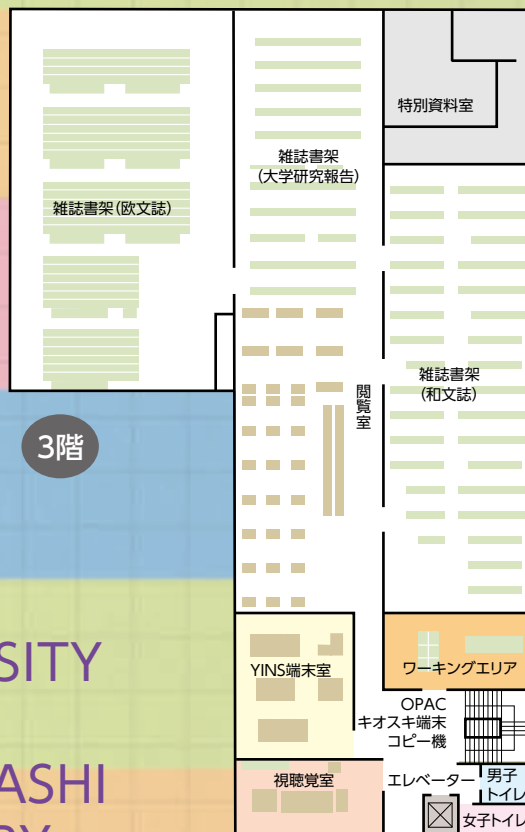 特別資料室
雑誌書架
(大学研究報告)
雑誌書架(欧文誌)
雑誌書架
(和文誌)
閲覧室
3階
SITY
YINS端末室
ワーキングエリア
OPAC
キオスキ端末
コピー機
ASHI
視聴覚室
エレベーター
男子
トイレ
女子トイレ